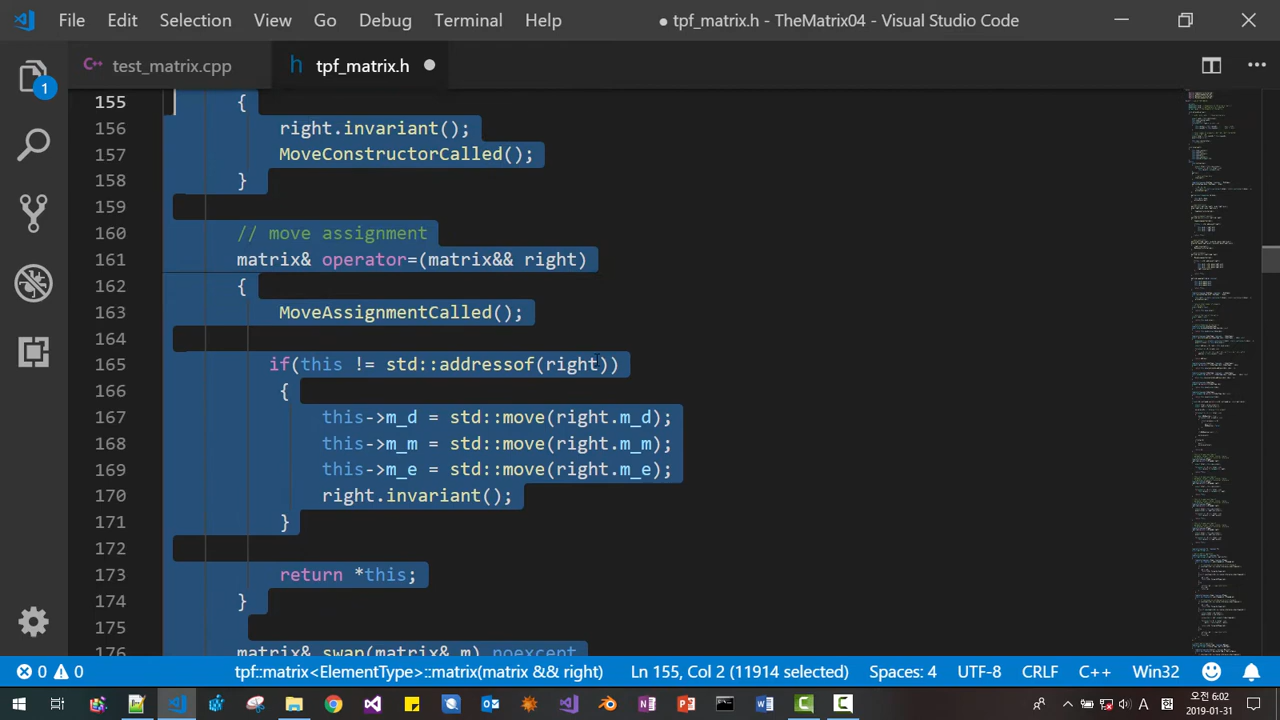 File Edit Selection View Go Debug Terminal Help ● tpf_matrix.h - TheMatrix04 - Visual Studio Code
test_matrix.cpp h tpf_matrix.h
1
155 {
156 right.invariant();
157 MoveConstructorCalled();
158 }
159
160 // move assignment
161 matrix& operator=(matrix&& right)
162 {
163 MoveAssignmentCalled();
164
165 if(this != std::addressof(right))
166 {
167 this->m_d = std::move(right.m_d);
168 this->m_m = std::move(right.m_m);
169 this->m_e = std::move(right.m_e);
170 right.invariant();
171 }
172
173 return *this;
174 }
175
176 matrix& swap(matrix& m) noexcept
0 0 tpf::matrix<ElementType>::matrix(matrix && right) Ln 155, Col 2 (1191 selected) Spaces: 4 UTF-8 CRLF C++ Win32
오전 6:02
2019-01-31